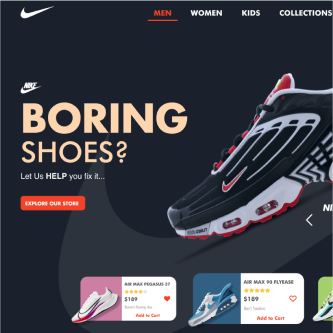 MEN WOMEN KIDS COLLECTIONS
NIKE
BORING
SHOES?
Let Us HELP you fix it...
EXPLORE OUR STORE
NI
AIR MAX PEGASUS 37
$189
Add to Cart
AIR MAX 90 FLYEASE
$189
Add to Cart